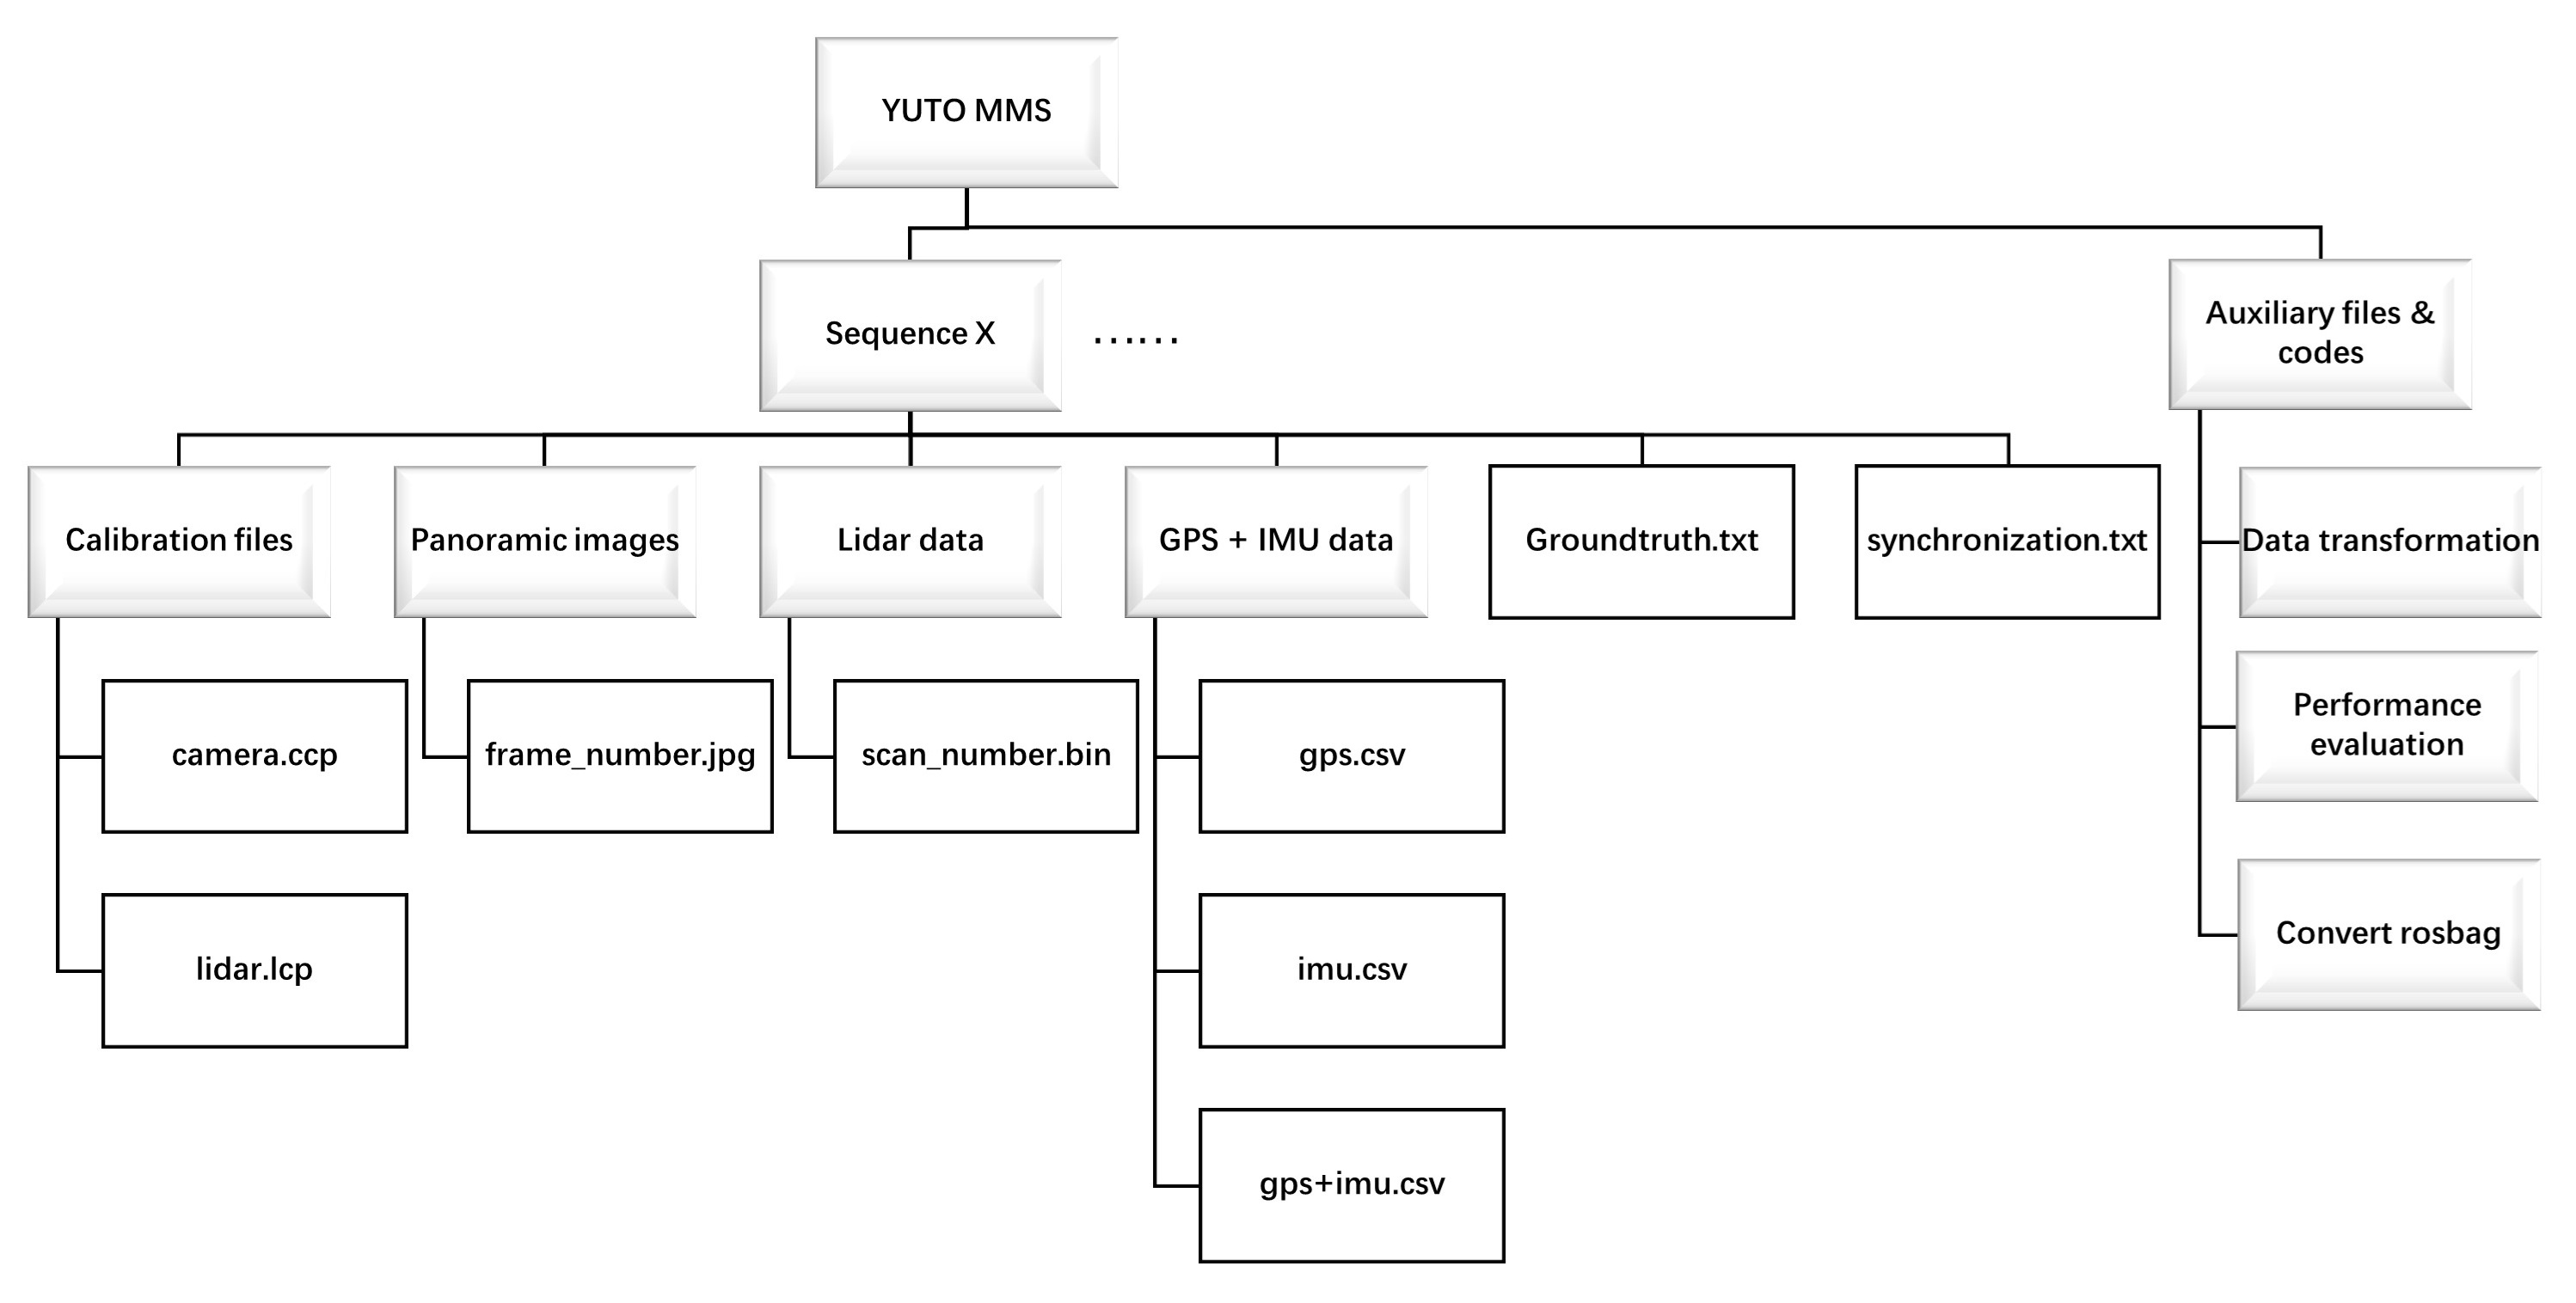 YUTO MMS
Sequence X
……
Auxiliary files &
codes
Calibration files
Panoramic images
Lidar data
GPS + IMU data
Groundtruth.txt
synchronization.txt
Data transformation
camera.ccp
frame_number.jpg
scan_number.bin
gps.csv
Performance
evaluation
lidar.lcp
imu.csv
Convert rosbag
gps+imu.csv